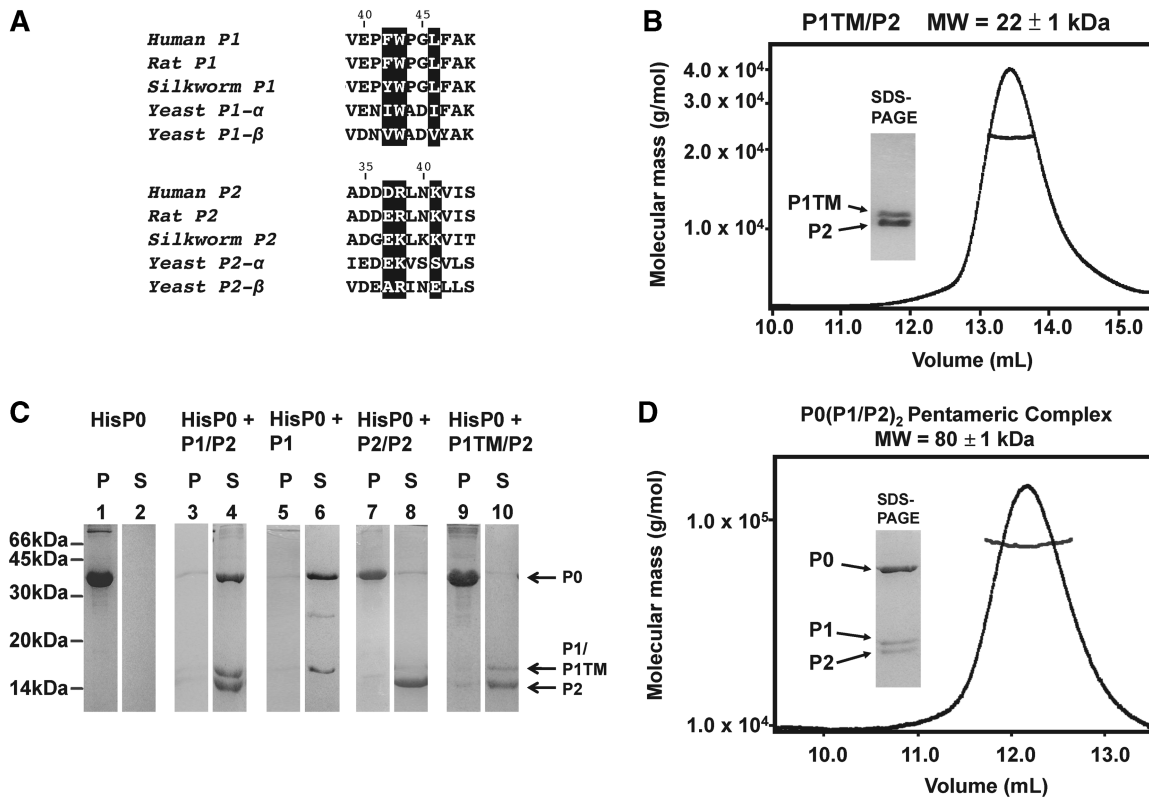 A
40 45
Human P1 VEPFWPGLFAK
Rat P1 VEPFWPGLFAK
Silkworm P1 VEPYWPGLFAK
Yeast P1-α VENIWADIFAK
Yeast P1-β VDNVWADVYAK
35 40
Human P2 ADDDRLNKVIS
Rat P2 ADDERLNKVIS
Silkworm P2 ADGEKLKKVIT
Yeast P2-α IEDEKVSSVLS
Yeast P2-β VDEARINELLS
B
P1TM/P2 MW = 22 ± 1 kDa
Molecular mass (g/mol)
4.0 x 10⁴
3.0 x 10⁴
2.0 x 10⁴
1.0 x 10⁴
SDS-
PAGE
P1TM
P2
10.0 11.0 12.0 13.0 14.0 15.0
Volume (mL)
C
HisP0 HisP0 + P1/P2 HisP0 + P1 HisP0 + P2/P2 HisP0 + P1TM/P2
P S P S P S P S P S
1 2 3 4 5 6 7 8 9 10
66kDa
45kDa
30kDa
20kDa
14kDa
P0
P1/
P1TM
P2
D
P0(P1/P2)₂ Pentameric Complex
MW = 80 ± 1 kDa
Molecular mass (g/mol)
1.0 x 10⁵
1.0 x 10⁴
SDS-
PAGE
P0
P1
P2
10.0 11.0 12.0 13.0
Volume (mL)